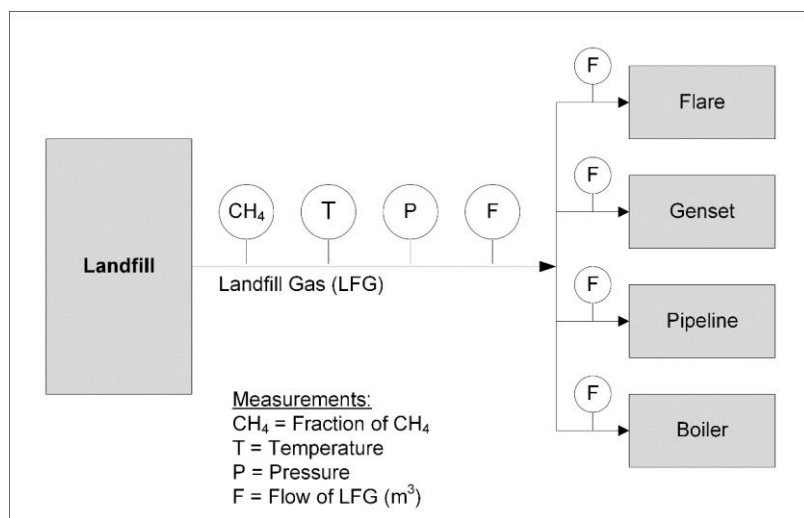 F
Flare
F
CH₄
T
P
F
Genset
Landfill
Landfill Gas (LFG)
F
Pipeline
Measurements:
CH₄ = Fraction of CH₄
T = Temperature
P = Pressure
F = Flow of LFG (m³)
F
Boiler